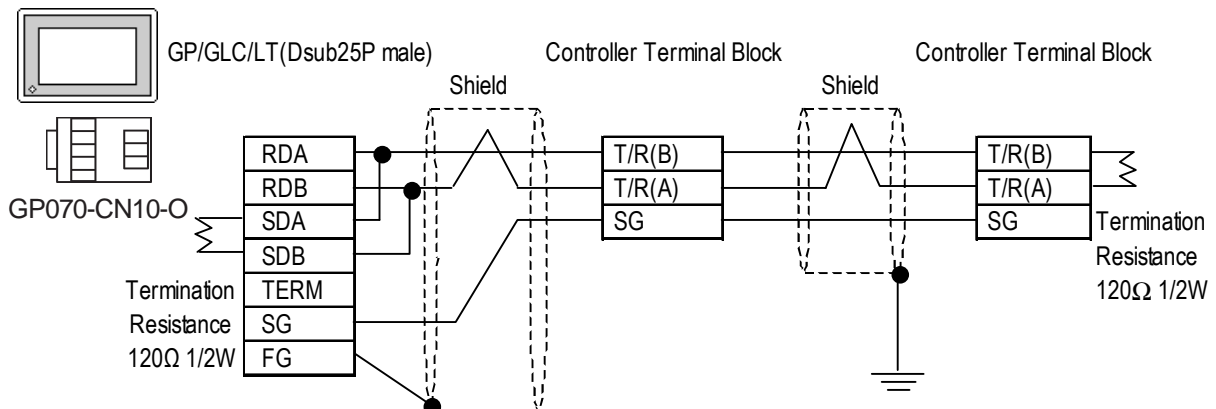 GP/GLC/LT(Dsub25P male)
Controller Terminal Block
Controller Terminal Block
Shield
Shield
GP070-CN10-O
RDA
RDB
SDA
SDB
TERM
SG
FG
Termination
Resistance
120Ω 1/2W
T/R(B)
T/R(A)
SG
T/R(B)
T/R(A)
SG
Termination
Resistance
120Ω 1/2W